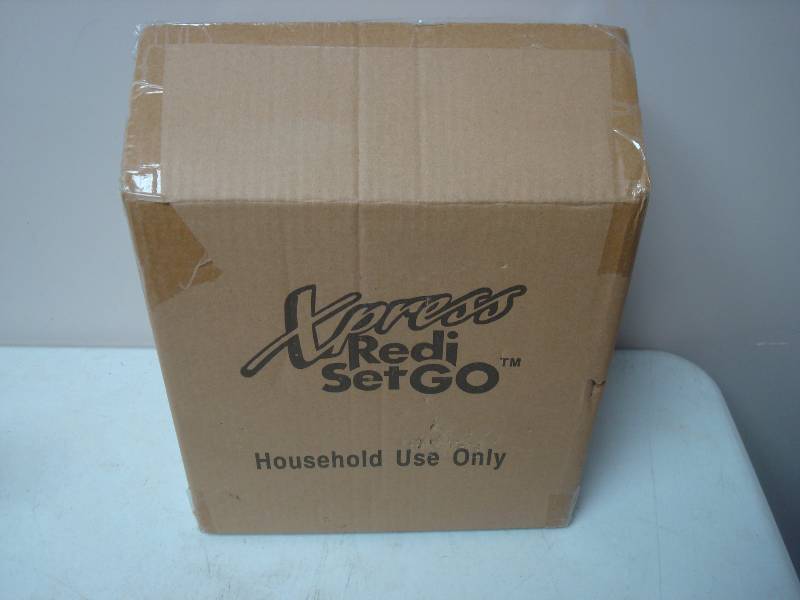 Xpress
Redi
SetGO™
Household Use Only